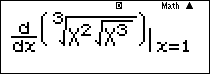 D Math ▲
d/dx(∛(X²√(X³)))|x=1